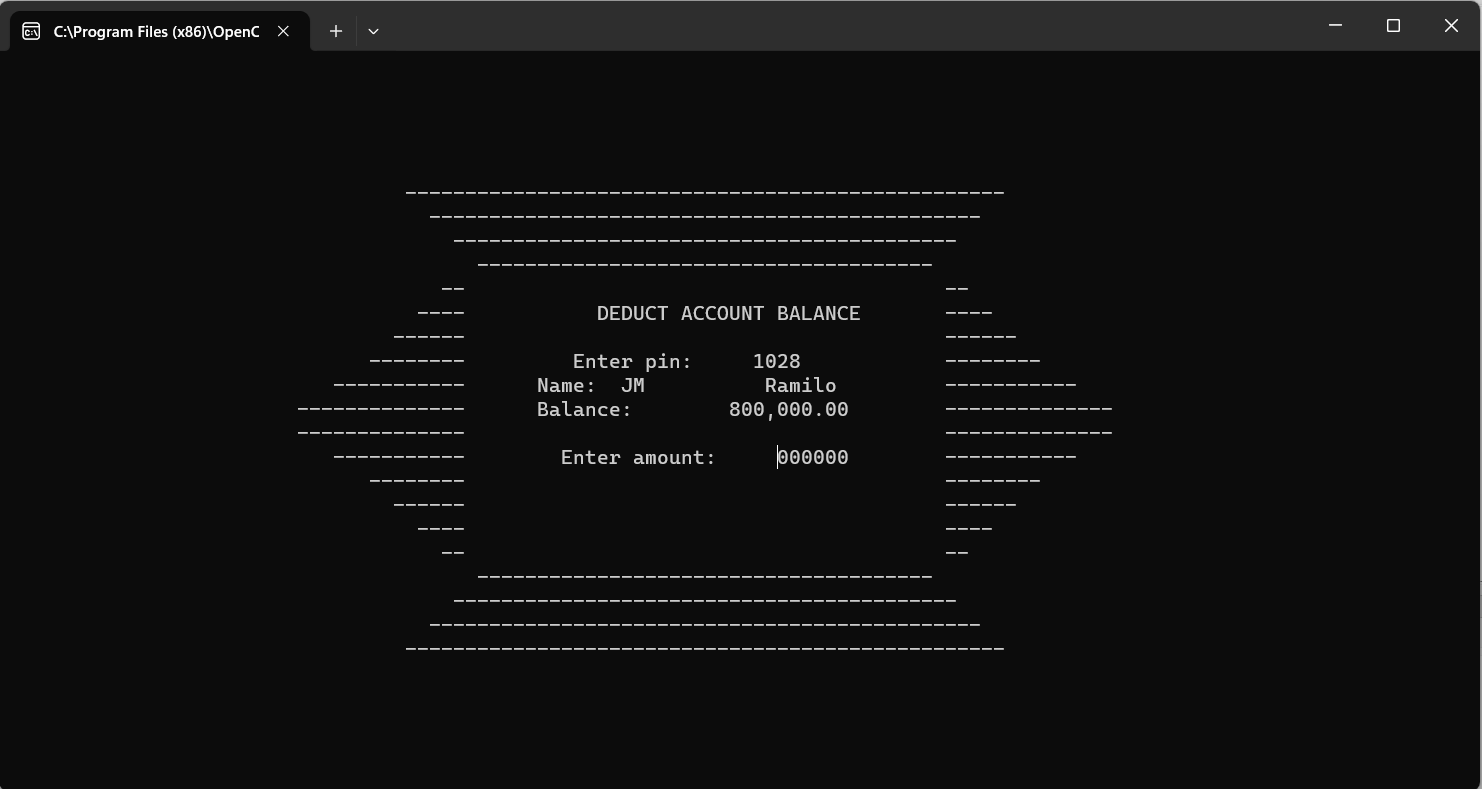 C:\Program Files (x86)\OpenC
DEDUCT ACCOUNT BALANCE
Enter pin: 1028
Name: JM Ramilo
Balance: 800,000.00
Enter amount: 000000